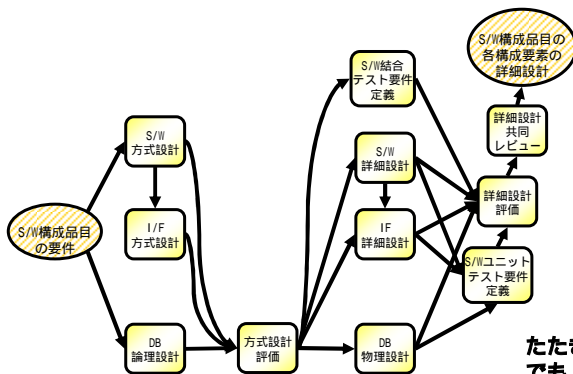 S/W構成品目の
各構成要素の
詳細設計
S/W結合
テスト要件
定義
詳細設計
共同
レビュー
S/W
方式設計
S/W
詳細設計
詳細設計
評価
S/W構成品目
の要件
I/F
方式設計
IF
詳細設計
S/Wユニット
テスト要件
定義
DB
論理設計
方式設計
評価
DB
物理設計
たたき
でも